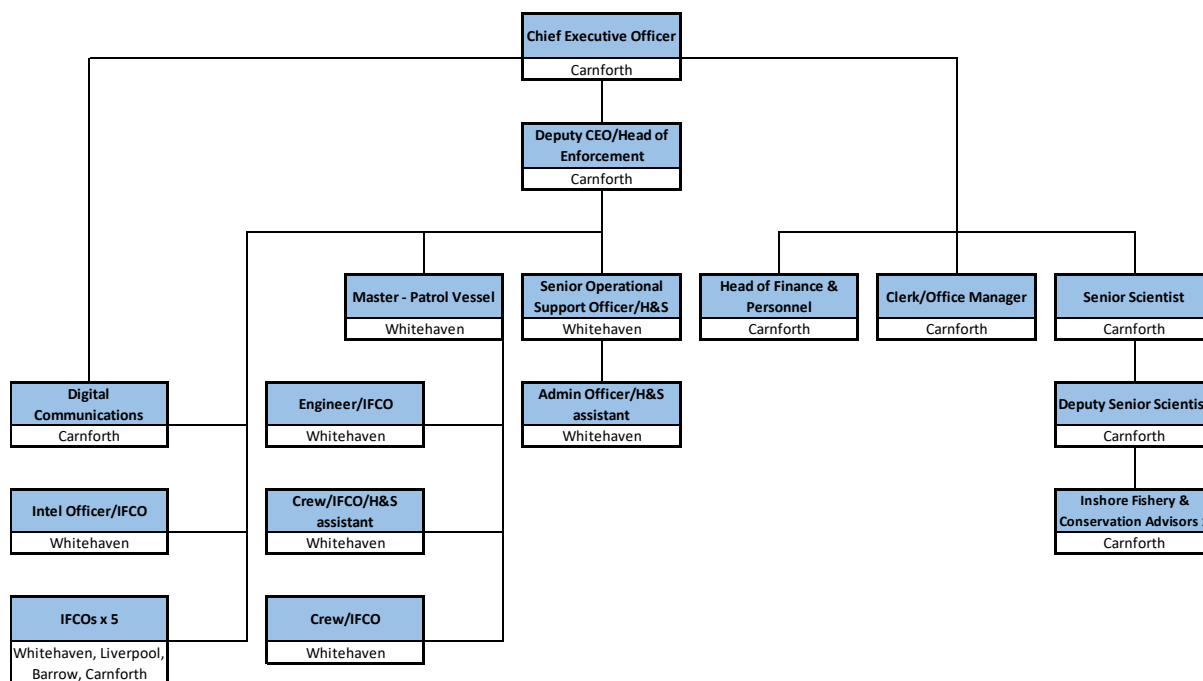 Chief Executive Officer
Carnforth
Deputy CEO/Head of
Enforcement
Carnforth
Master - Patrol Vessel
Whitehaven
Senior Operational
Support Officer/H&S
Whitehaven
Head of Finance &
Personnel
Carnforth
Clerk/Office Manager
Carnforth
Senior Scientist
Carnforth
Digital
Communications
Carnforth
Engineer/IFCO
Whitehaven
Admin Officer/H&S
assistant
Whitehaven
Deputy Senior Scientist
Carnforth
Intel Officer/IFCO
Whitehaven
Crew/IFCO/H&S
assistant
Whitehaven
Inshore Fishery &
Conservation Advisors
Carnforth
IFCOs x 5
Whitehaven, Liverpool,
Barrow, Carnforth
Crew/IFCO
Whitehaven